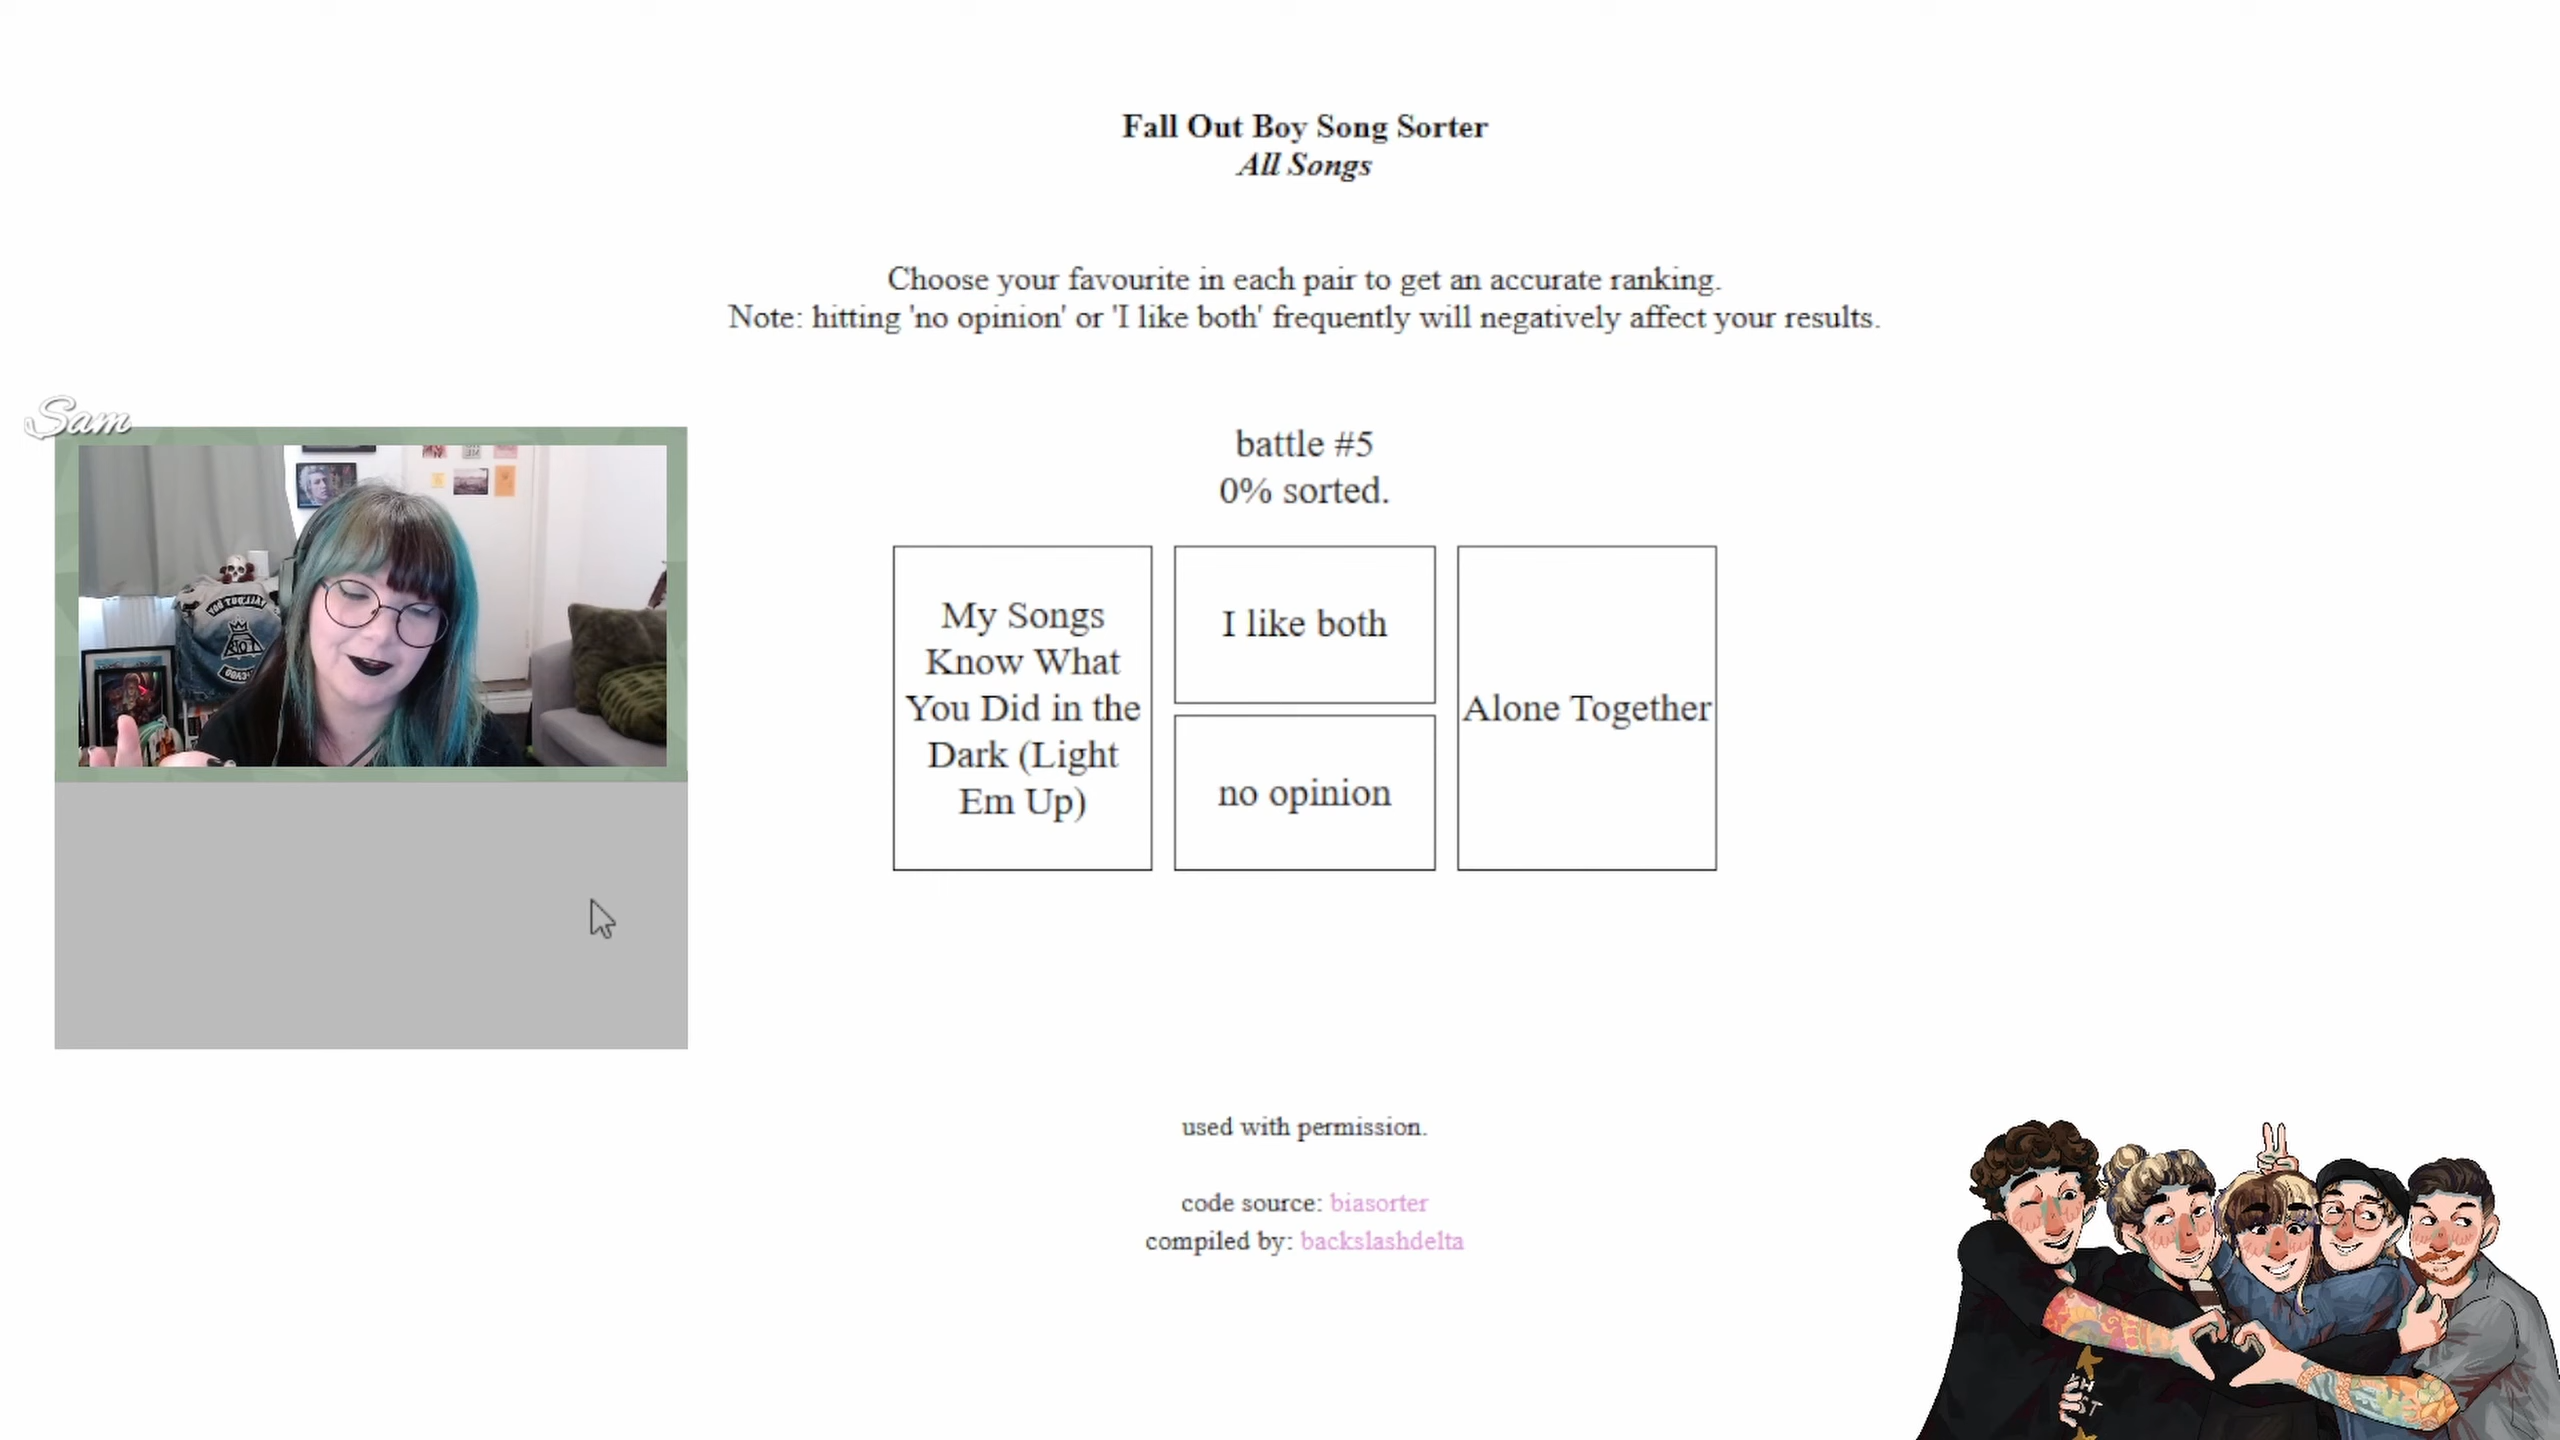 Fall Out Boy Song Sorter
All Songs
Choose your favourite in each pair to get an accurate ranking.
Note: hitting 'no opinion' or 'I like both' frequently will negatively affect your results.
Sam
battle #5
0% sorted.
My Songs
Know What
You Did in the
Dark (Light
Em Up)
I like both
no opinion
Alone Together
used with permission.
code source: biasorter
compiled by: backslashdelta